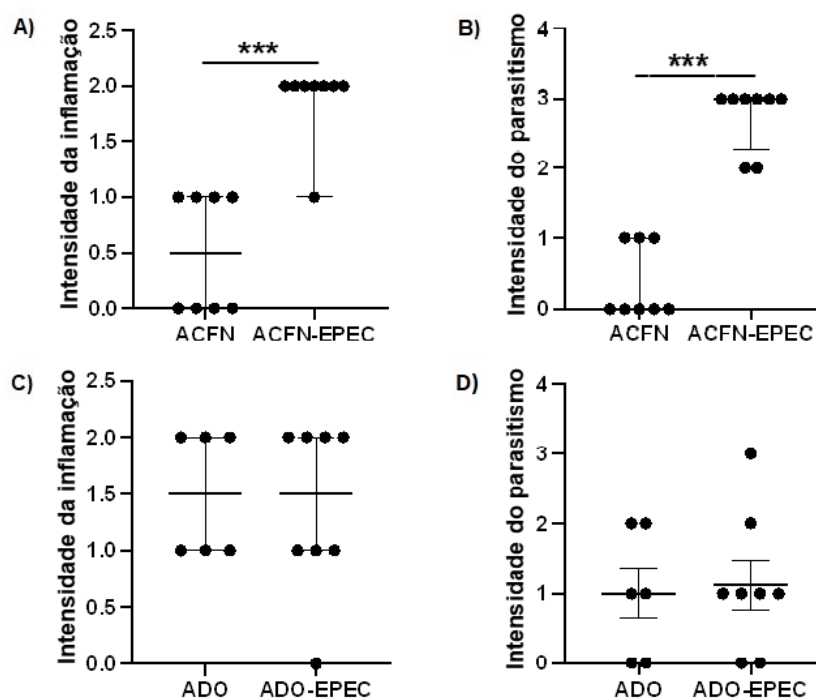 A)
Intensidade da inflamação
2.5
2.0
1.5
1.0
0.5
0.0
***
ACFN
ACFN-EPEC
B)
Intensidade do parasitismo
4
3
2
1
0
***
ACFN
ACFN-EPEC
C)
Intensidade da inflamação
2.5
2.0
1.5
1.0
0.5
0.0
ADO
ADO-EPEC
D)
Intensidade do parasitismo
4
3
2
1
0
ADO
ADO-EPEC